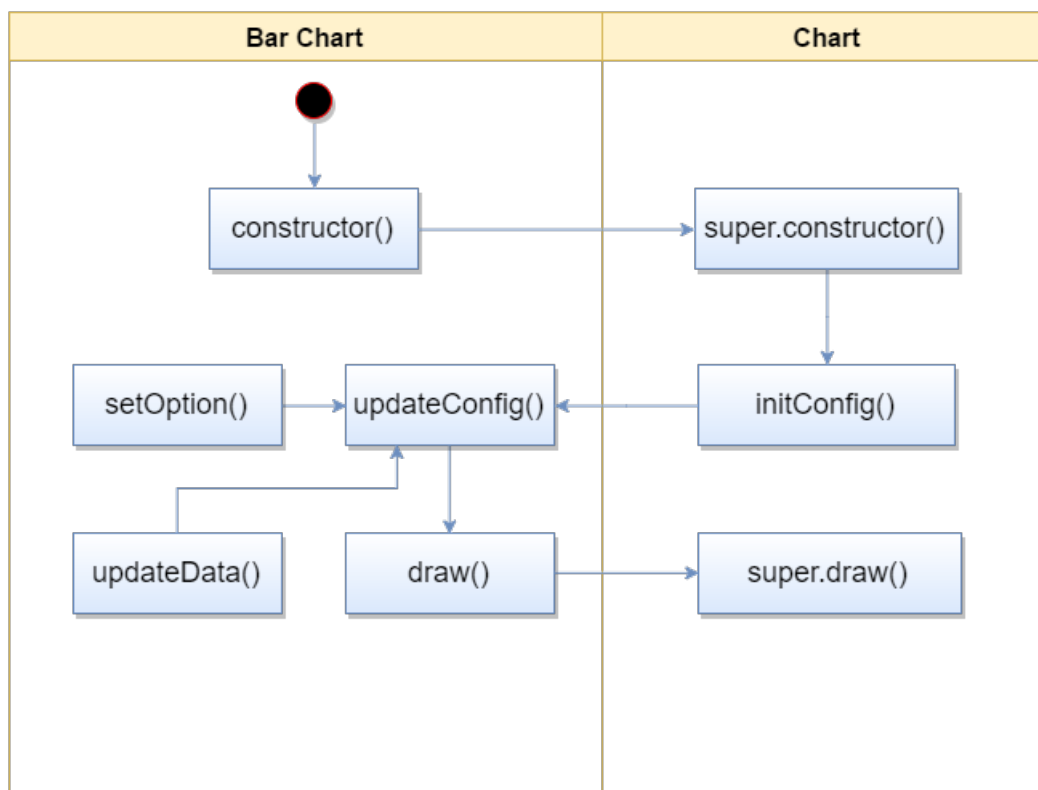 Bar Chart
Chart
constructor()
super.constructor()
setOption()
updateConfig()
initConfig()
updateData()
draw()
super.draw()